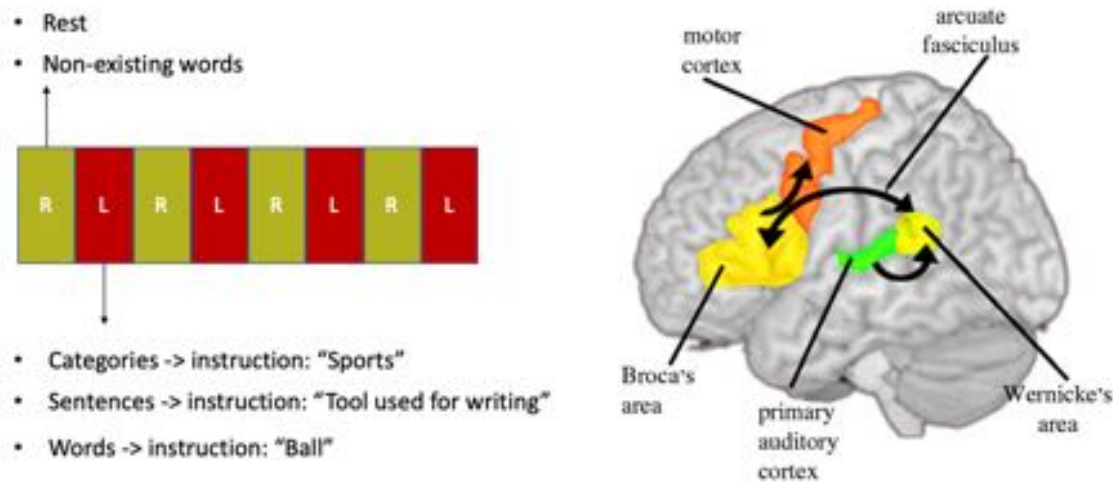 • Rest
• Non-existing words
R L R L R L R L
• Categories -> instruction: “Sports”
• Sentences -> instruction: “Tool used for writing”
• Words -> instruction: “Ball”
motor
cortex
arcuate
fasciculus
Broca's
area
primary
auditory
cortex
Wernicke's
area